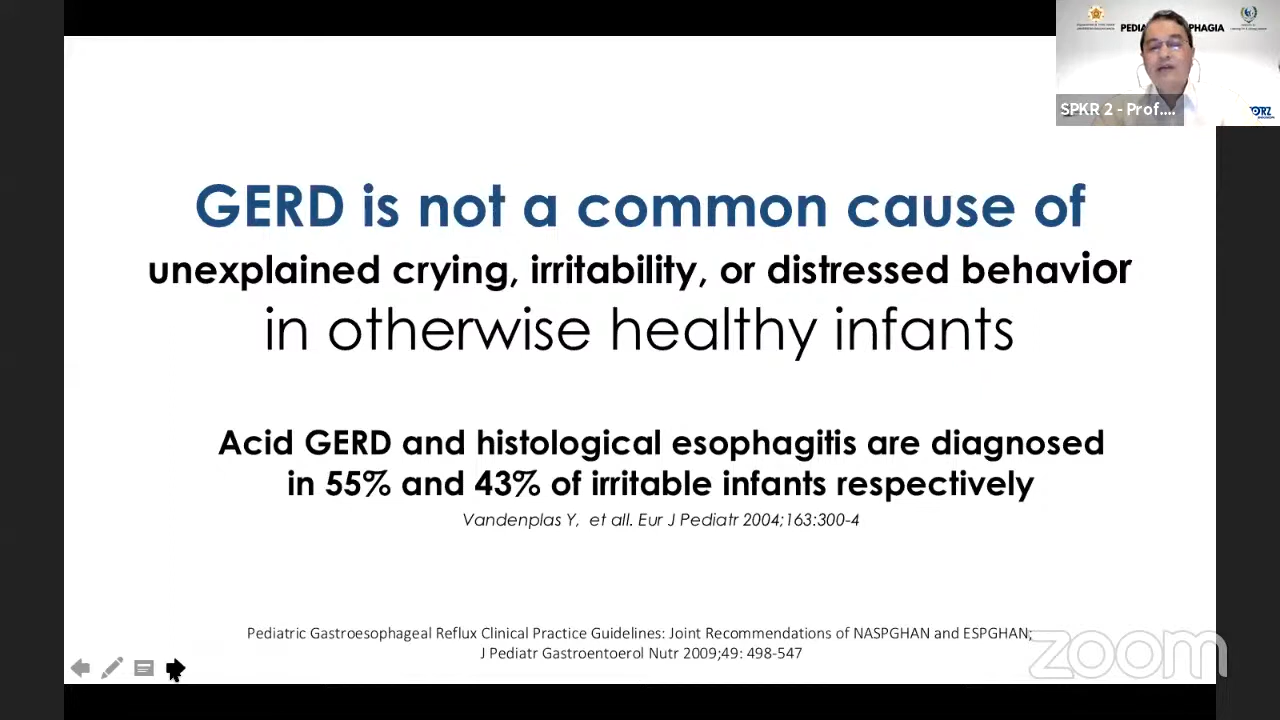 SPKR 2 - Prof....
GERD is not a common cause of
unexplained crying, irritability, or distressed behavior
in otherwise healthy infants
Acid GERD and histological esophagitis are diagnosed
in 55% and 43% of irritable infants respectively
Vandenplas Y, et all. Eur J Pediatr 2004;163:300-4
Pediatric Gastroesophageal Reflux Clinical Practice Guidelines: Joint Recommendations of NASPGHAN and ESPGHAN;
J Pediatr Gastroentoerol Nutr 2009;49: 498-547
zoom